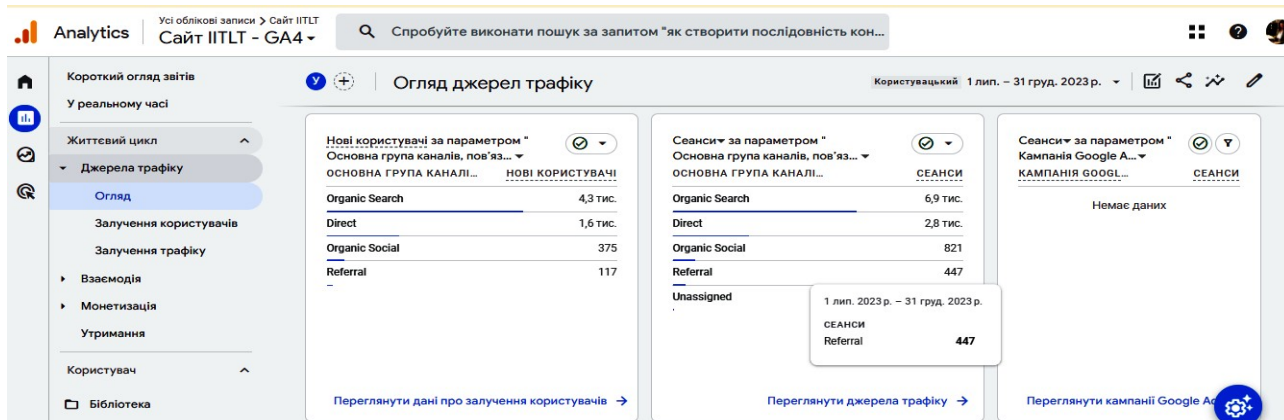 Analytics
Усі облікові записи > Сайт IITLT
Сайт IITLT - GA4
Спробуйте виконати пошук за запитом "як створити послідовність кон...
Короткий огляд звітів
У реальному часі
Життєвий цикл
Джерела трафіку
Огляд
Залучення користувачів
Залучення трафіку
Взаємодія
Монетизація
Утримання
Користувач
Бібліотека
У
Огляд джерел трафіку
Користувацький 1 лип. – 31 груд. 2023 р.
Нові користувачі за параметром "
Основна група каналів, пов'яз...
ОСНОВНА ГРУПА КАНАЛІ... НОВІ КОРИСТУВАЧІ
Organic Search 4,3 тис.
Direct 1,6 тис.
Organic Social 375
Referral 117
Переглянути дані про залучення користувачів →
Сеанси за параметром "
Основна група каналів, пов'яз...
ОСНОВНА ГРУПА КАНАЛІ... СЕАНСИ
Organic Search 6,9 тис.
Direct 2,8 тис.
Organic Social 821
Referral 447
Unassigned
1 лип. 2023 р. – 31 груд. 2023 р.
СЕАНСИ
Referral 447
Переглянути джерела трафіку →
Сеанси за параметром "
Кампанія Google A...
КАМПАНІЯ GOOGL... СЕАНСИ
Немає даних
Переглянути кампанії Google Ad